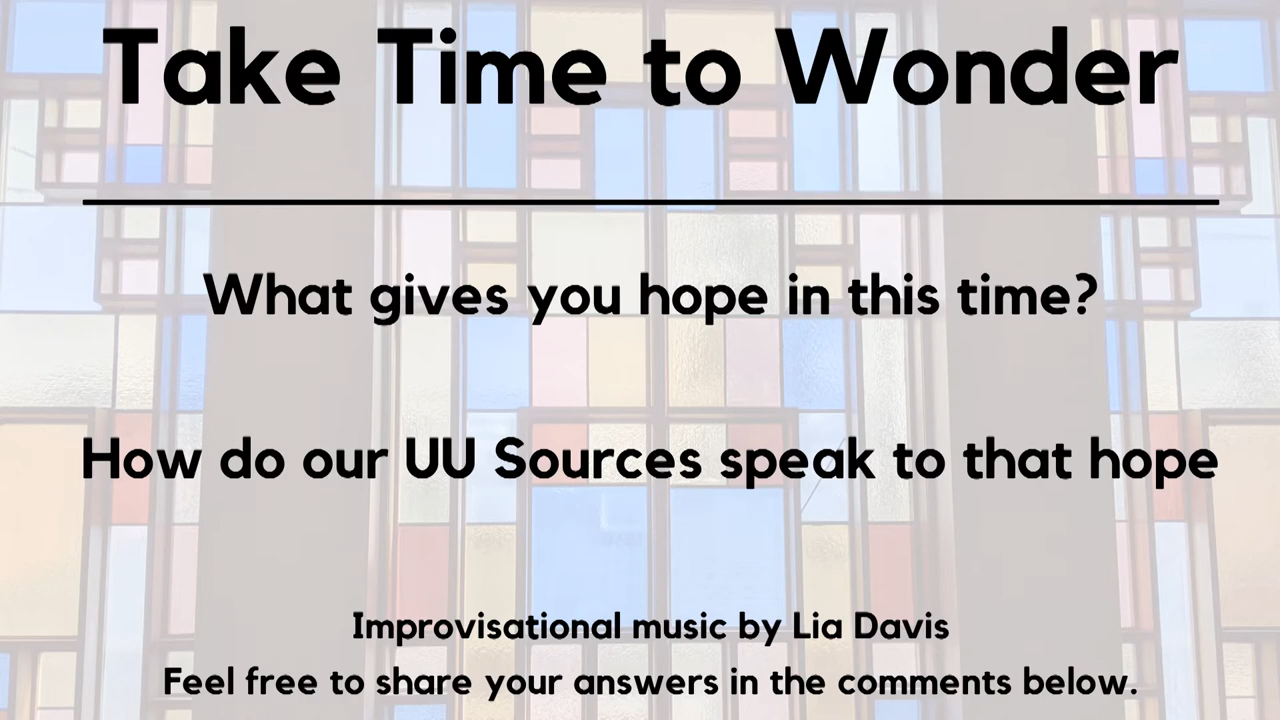 Take Time to Wonder
What gives you hope in this time?
How do our UU Sources speak to that hope
Improvisational music by Lia Davis
Feel free to share your answers in the comments below.